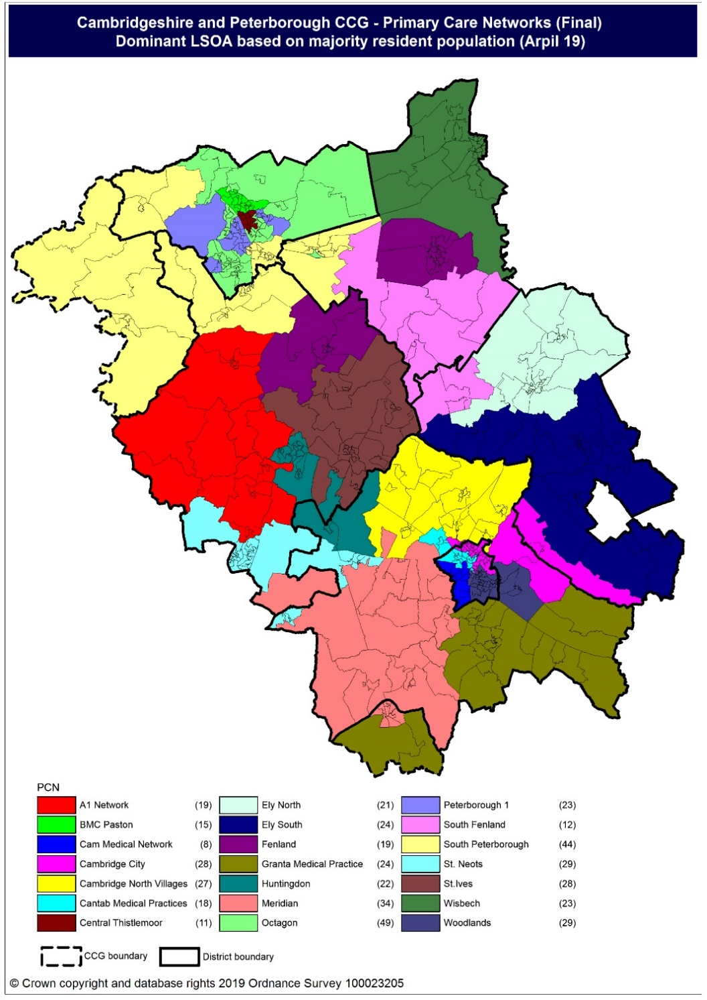 Cambridgeshire and Peterborough CCG - Primary Care Networks (Final)
Dominant LSOA based on majority resident population (Arpil 19)
PCN
A1 Network (19)
BMC Paston (15)
Cam Medical Network (8)
Cambridge City (28)
Cambridge North Villages (27)
Cantab Medical Practices (18)
Central Thistlemoor (11)
Ely North (21)
Ely South (24)
Fenland (19)
Granta Medical Practice (24)
Huntingdon (22)
Meridian (34)
Octagon (49)
Peterborough 1 (23)
South Fenland (12)
South Peterborough (44)
St. Neots (29)
St.Ives (28)
Wisbech (23)
Woodlands (29)
CCG boundary
District boundary
© Crown copyright and database rights 2019 Ordnance Survey 100023205